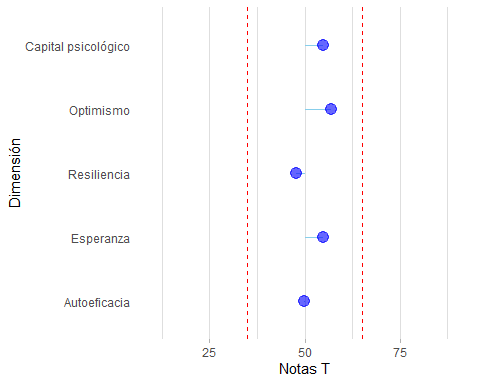 Capital psicológico
Optimismo
Resiliencia
Esperanza
Autoeficacia
Dimensión
25 50 75
Notas T